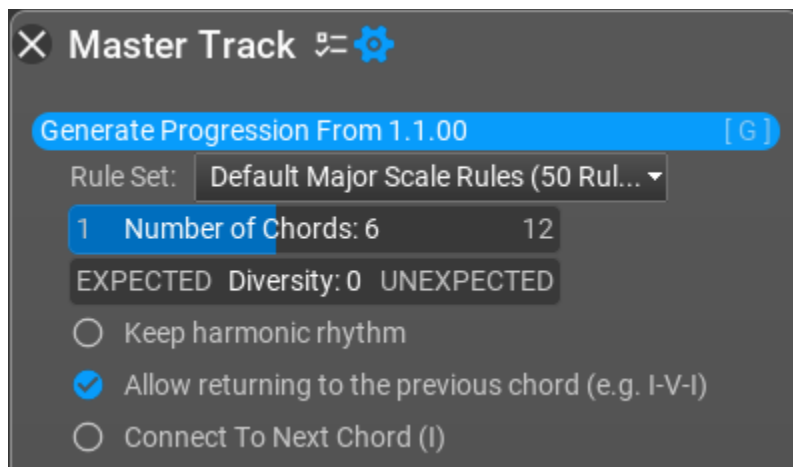 Master Track
Generate Progression From 1.1.00 [ G ]
Rule Set: Default Major Scale Rules (50 Rul...
1 Number of Chords: 6 12
EXPECTED Diversity: 0 UNEXPECTED
Keep harmonic rhythm
Allow returning to the previous chord (e.g. I-V-I)
Connect To Next Chord (I)